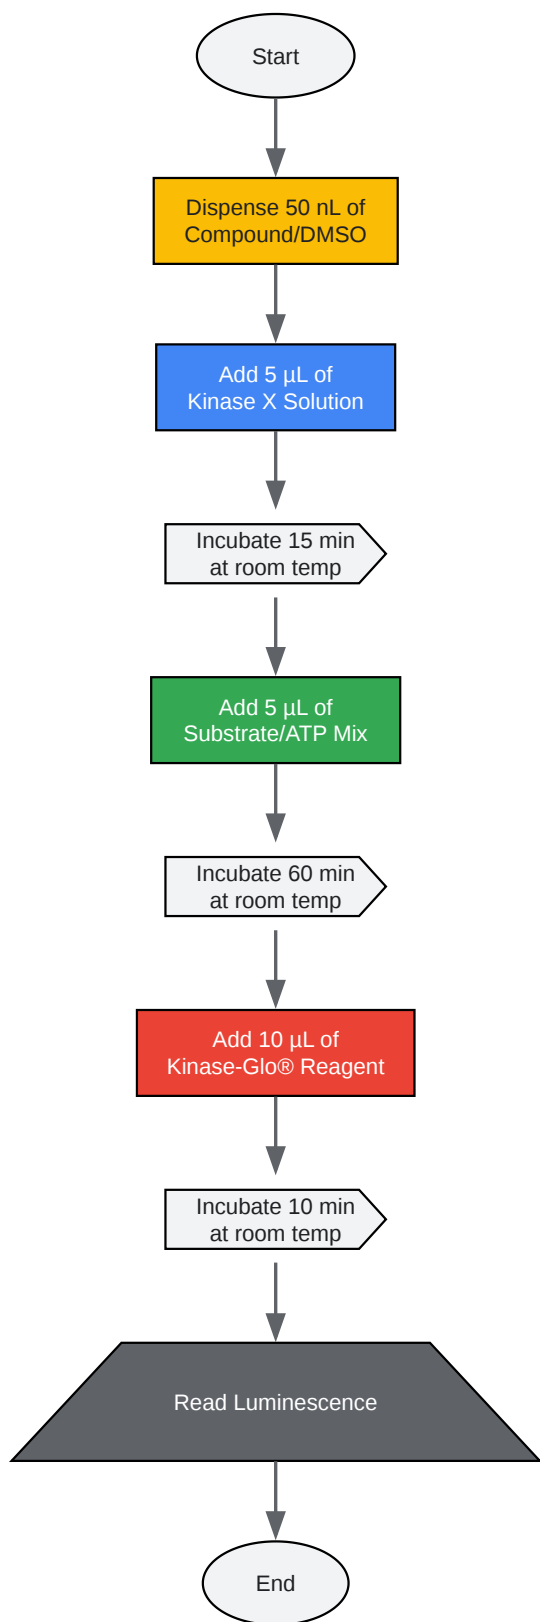 Start
Dispense 50 nL of
Compound/DMSO
Add 5 µL of
Kinase X Solution
Incubate 15 min
at room temp
Add 5 µL of
Substrate/ATP Mix
Incubate 60 min
at room temp
Add 10 µL of
Kinase-Glo® Reagent
Incubate 10 min
at room temp
Read Luminescence
End